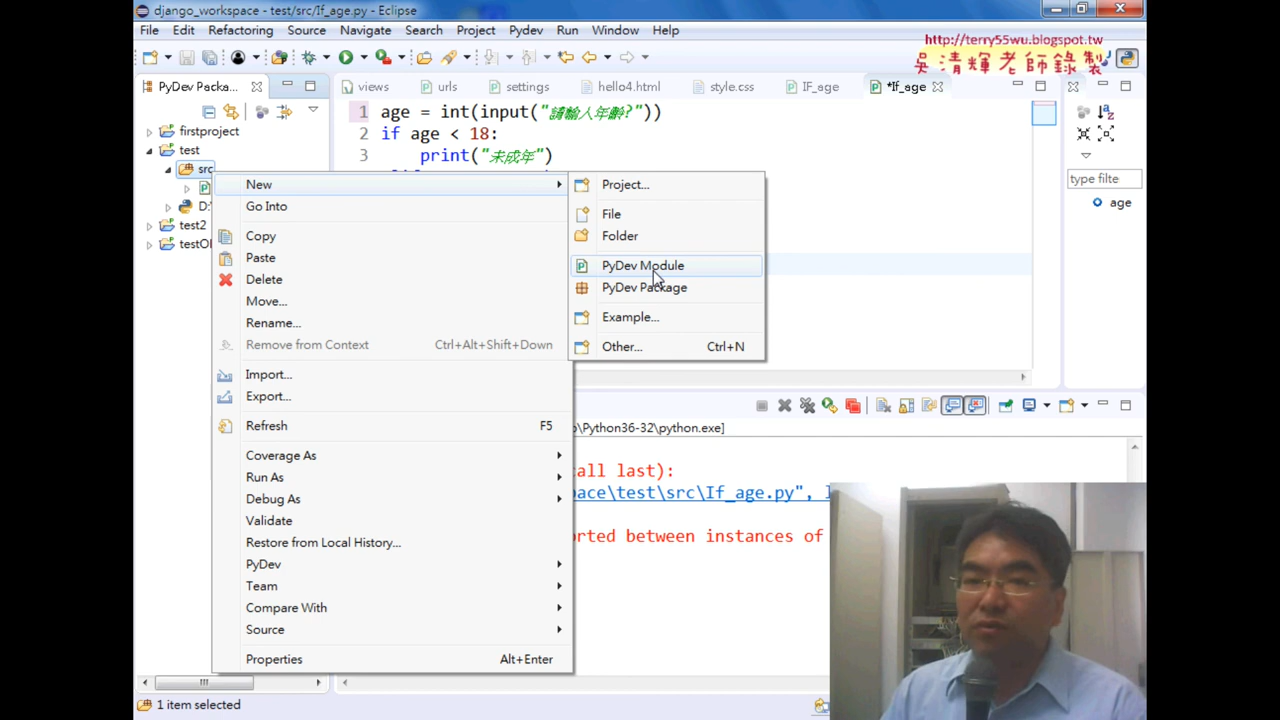 django_workspace - test/src/If_age.py - Eclipse
File Edit Refactoring Source Navigate Search Project Pydev Run Window Help
http://terry55wu.blogspot.tw
吳清輝老師錄製
PyDev Packa...
views
urls
settings
hello4.html
style.css
IF_age
*If_age
firstproject
test
src
D:
test2
testOl
1 age = int(input("請輸入年齡?"))
2 if age < 18:
3 print("未成年")
type filte
age
New
Go Into
Copy
Paste
Delete
Move...
Rename...
Remove from Context Ctrl+Alt+Shift+Down
Import...
Export...
Refresh F5
Coverage As
Run As
Debug As
Validate
Restore from Local History...
PyDev
Team
Compare With
Source
Properties Alt+Enter
Project...
File
Folder
PyDev Module
PyDev Package
Example...
Other... Ctrl+N
\Python36-32\python.exe]
call last):
pace\test\src\If_age.py", l
orted between instances of
1 item selected